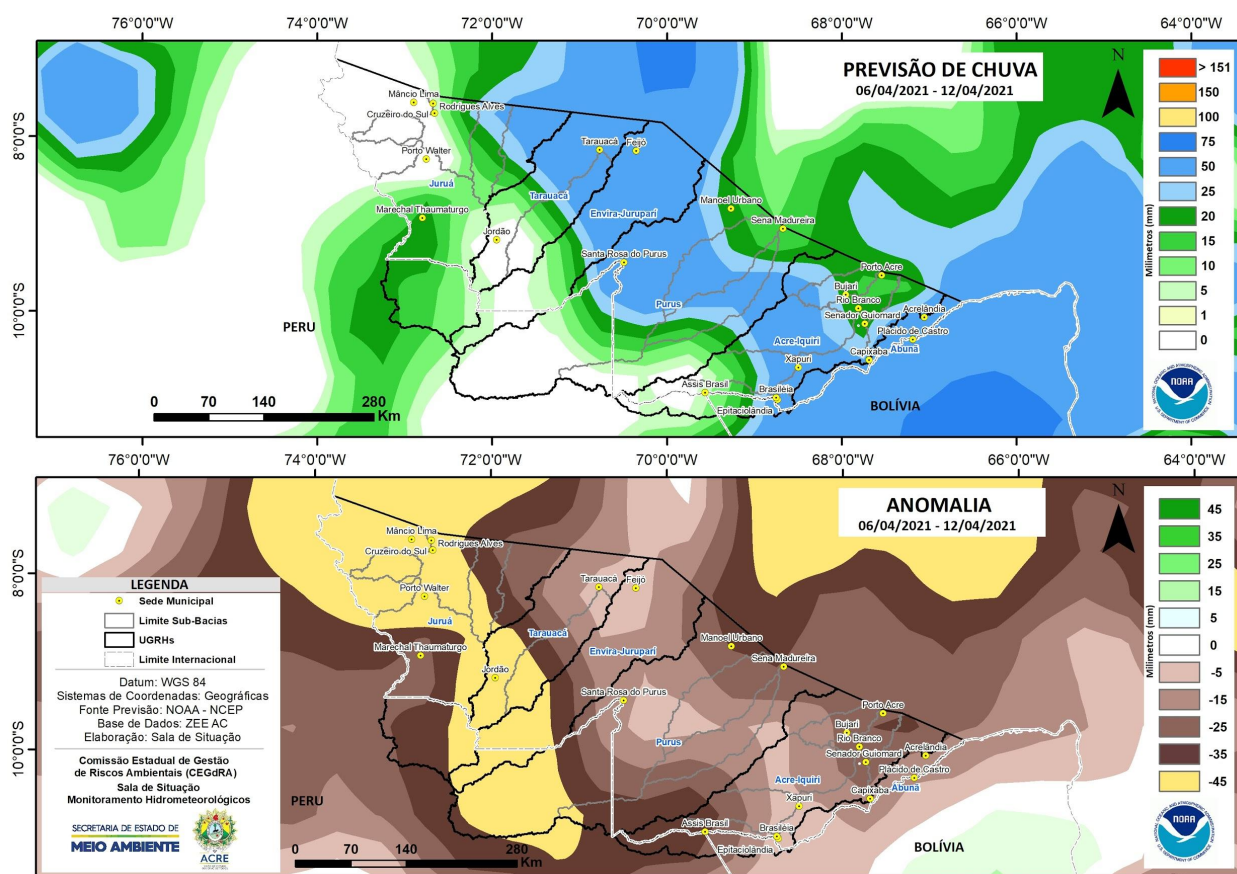 76°0'0"W 74°0'0"W 72°0'0"W 70°0'0"W 68°0'0"W 66°0'0"W 64°0'0"W
PREVISÃO DE CHUVA
06/04/2021 - 12/04/2021
N
8°0'0"S
10°0'0"S
Mâncio Lima
Rodrigues Alves
Cruzeiro do Sul
Porto Walter
Juruá
Marechal Thaumaturgo
Jordão
Tarauacá
Feijó
Tarauacá
Envira-Jurupari
Manoel Urbano
Sena Madureira
Santa Rosa do Purus
Purus
Porto Acre
Bujari
Rio Branco
Senador Guiomard
Acrelândia
Plácido de Castro
Acre-Iquiri
Abunã
Capixaba
Xapuri
Assis Brasil
Brasiléia
Epitaciolândia
PERU
BOLÍVIA
0 70 140 280
Km
Milímetros (mm)
> 151
150
100
75
50
25
20
15
10
5
1
0
NOAA
76°0'0"W 74°0'0"W 72°0'0"W 70°0'0"W 68°0'0"W 66°0'0"W 64°0'0"W
ANOMALIA
06/04/2021 - 12/04/2021
N
8°0'0"S
10°0'0"S
Mâncio Lima
Rodrigues Alves
Cruzeiro do Sul
Porto Walter
Juruá
Marechal Thaumaturgo
Jordão
Tarauacá
Feijó
Tarauacá
Envira-Jurupari
Manoel Urbano
Sena Madureira
Santa Rosa do Purus
Purus
Porto Acre
Bujari
Rio Branco
Senador Guiomard
Acrelândia
Plácido de Castro
Acre-Iquiri
Abunã
Capixaba
Xapuri
Assis Brasil
Brasiléia
Epitaciolândia
PERU
BOLÍVIA
0 70 140 280
Km
Milímetros (mm)
45
35
25
15
5
0
-5
-15
-25
-35
-45
NOAA
LEGENDA
Sede Municipal
Limite Sub-Bacias
UGRHs
Limite Internacional
Datum: WGS 84
Sistemas de Coordenadas: Geográficas
Fonte Previsão: NOAA - NCEP
Base de Dados: ZEE AC
Elaboração: Sala de Situação
Comissão Estadual de Gestão
de Riscos Ambientais (CEGdRA)
Sala de Situação
Monitoramento Hidrometeorológicos
SECRETARIA DE ESTADO DE
MEIO AMBIENTE
ACRE